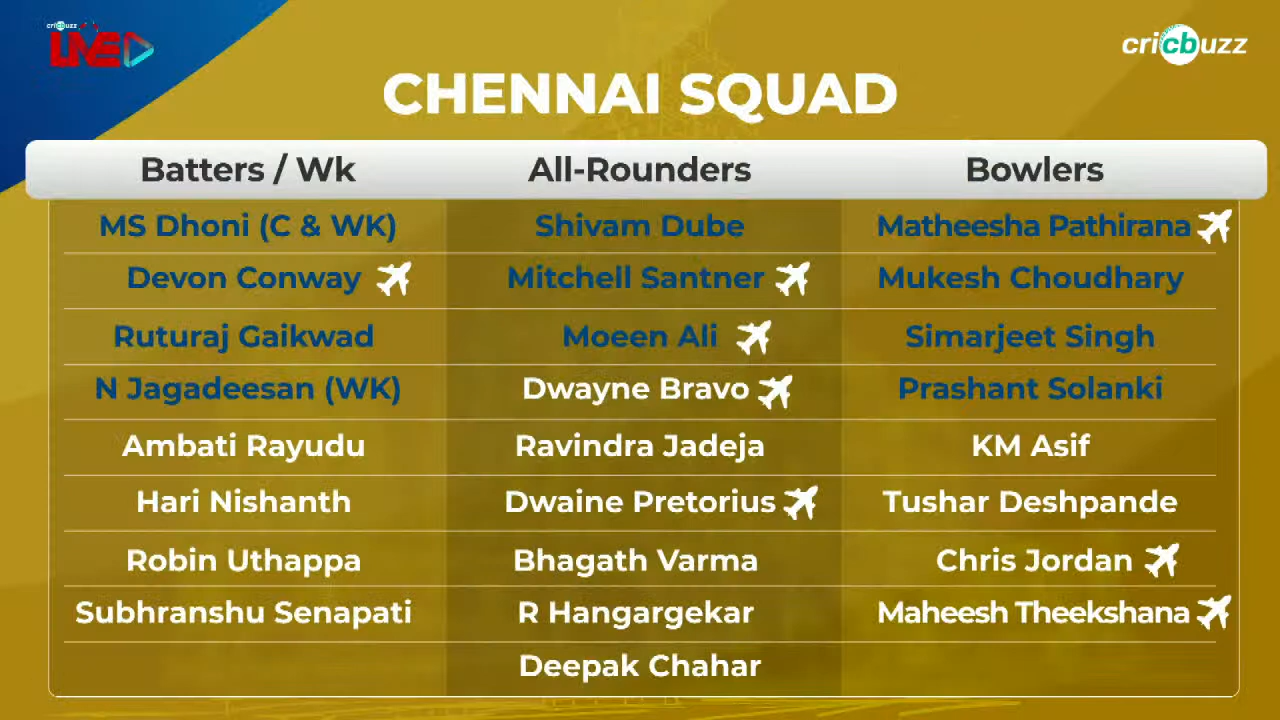 cricbuzz
LIVE
cricbuzz
CHENNAI SQUAD
Batters / Wk All-Rounders Bowlers
MS Dhoni (C & WK) Shivam Dube Matheesha Pathirana
Devon Conway Mitchell Santner Mukesh Choudhary
Ruturaj Gaikwad Moeen Ali Simarjeet Singh
N Jagadeesan (WK) Dwayne Bravo Prashant Solanki
Ambati Rayudu Ravindra Jadeja KM Asif
Hari Nishanth Dwaine Pretorius Tushar Deshpande
Robin Uthappa Bhagath Varma Chris Jordan
Subhranshu Senapati R Hangargekar Maheesh Theekshana
Deepak Chahar